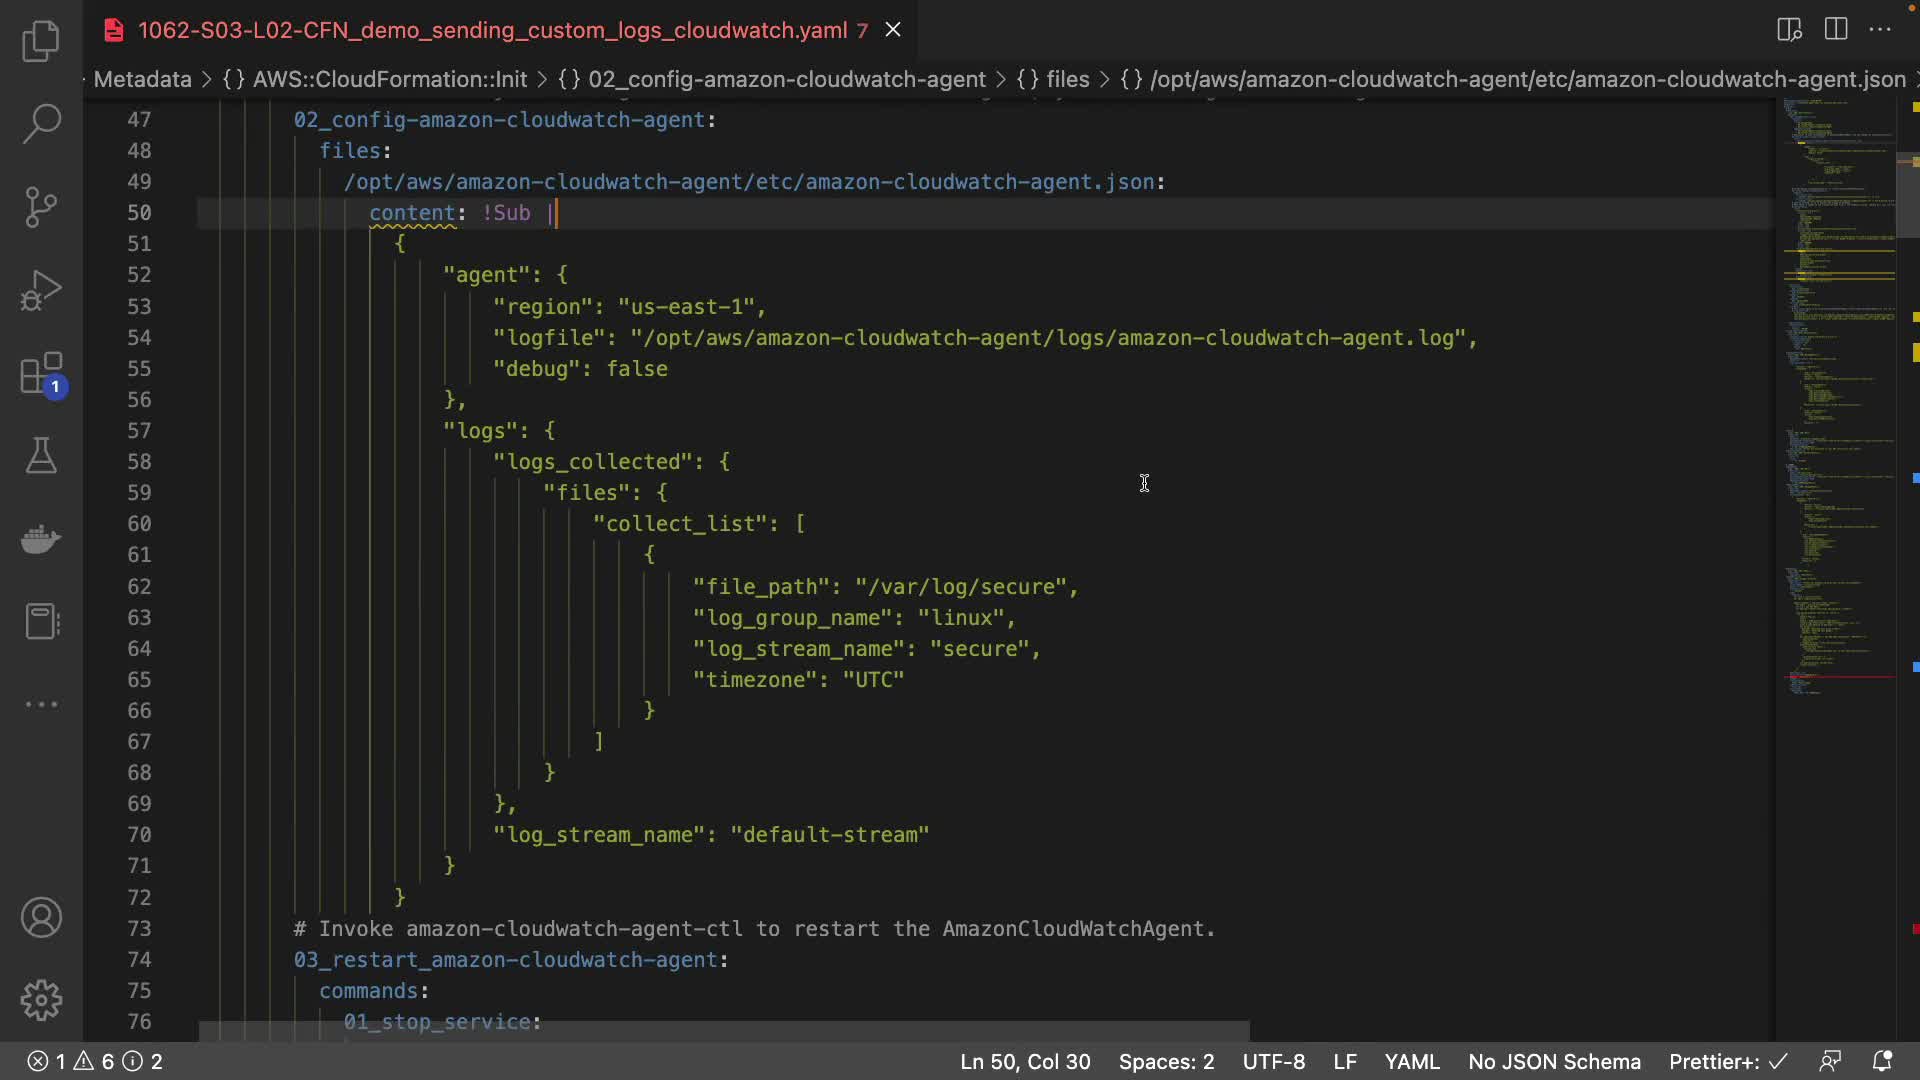 1062-S03-L02-CFN_demo_sending_custom_logs_cloudwatch.yaml 7
Metadata > {} AWS::CloudFormation::Init > {} 02_config-amazon-cloudwatch-agent > {} files > {} /opt/aws/amazon-cloudwatch-agent/etc/amazon-cloudwatch-agent.json >
47 02_config-amazon-cloudwatch-agent:
48 files:
49 /opt/aws/amazon-cloudwatch-agent/etc/amazon-cloudwatch-agent.json:
50 content: !Sub |
51 {
52 "agent": {
53 "region": "us-east-1",
54 "logfile": "/opt/aws/amazon-cloudwatch-agent/logs/amazon-cloudwatch-agent.log",
55 "debug": false
56 },
57 "logs": {
58 "logs_collected": {
59 "files": {
60 "collect_list": [
61 {
62 "file_path": "/var/log/secure",
63 "log_group_name": "linux",
64 "log_stream_name": "secure",
65 "timezone": "UTC"
66 }
67 ]
68 }
69 },
70 "log_stream_name": "default-stream"
71 }
72 }
73 # Invoke amazon-cloudwatch-agent-ctl to restart the AmazonCloudWatchAgent.
74 03_restart_amazon-cloudwatch-agent:
75 commands:
76 01_stop_service:
1
1 6 2 Ln 50, Col 30 Spaces: 2 UTF-8 LF YAML No JSON Schema Prettier+: ✓